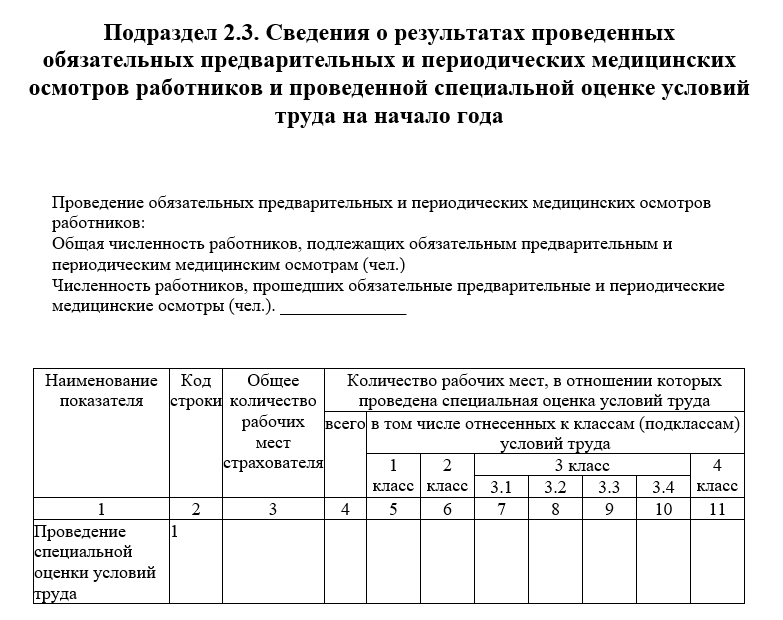 Подраздел 2.3. Сведения о результатах проведенных
обязательных предварительных и периодических медицинских
осмотров работников и проведенной специальной оценке условий
труда на начало года
Проведение обязательных предварительных и периодических медицинских осмотров
работников:
Общая численность работников, подлежащих обязательным предварительным и
периодическим медицинским осмотрам (чел.)
Численность работников, прошедших обязательные предварительные и периодические
медицинские осмотры (чел.). _______________
Наименование
показателя
Код
строки
Общее
количество
рабочих
мест
страхователя
Количество рабочих мест, в отношении которых
проведена специальная оценка условий труда
всего
в том числе отнесенных к классам (подклассам)
условий труда
1
класс
2
класс
3 класс
4
класс
3.1 3.2 3.3 3.4
1 2 3 4 5 6 7 8 9 10 11
Проведение
специальной
оценки условий
труда
1